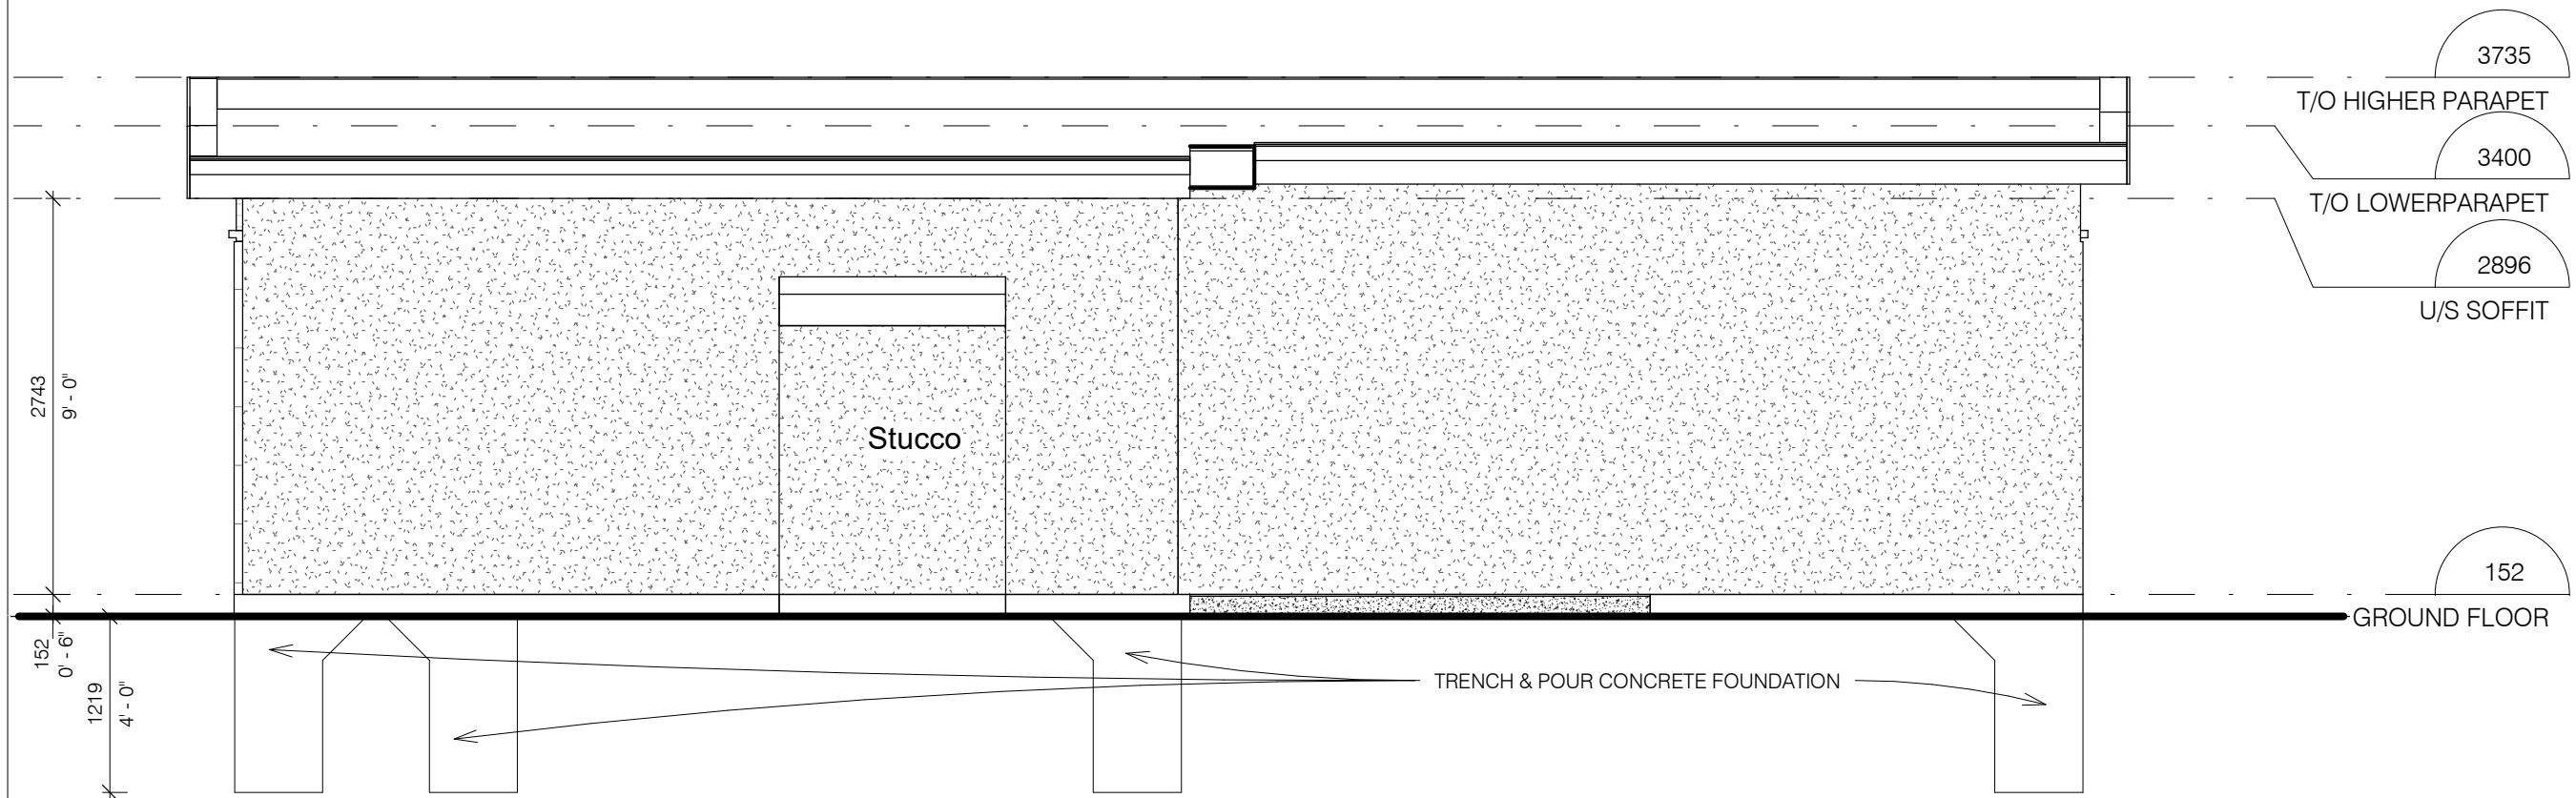 3735
T/O HIGHER PARAPET
3400
T/O LOWERPARAPET
2896
U/S SOFFIT
2743
9' - 0"
Stucco
152
GROUND FLOOR
152
0' - 6"
1219
4' - 0"
TRENCH & POUR CONCRETE FOUNDATION